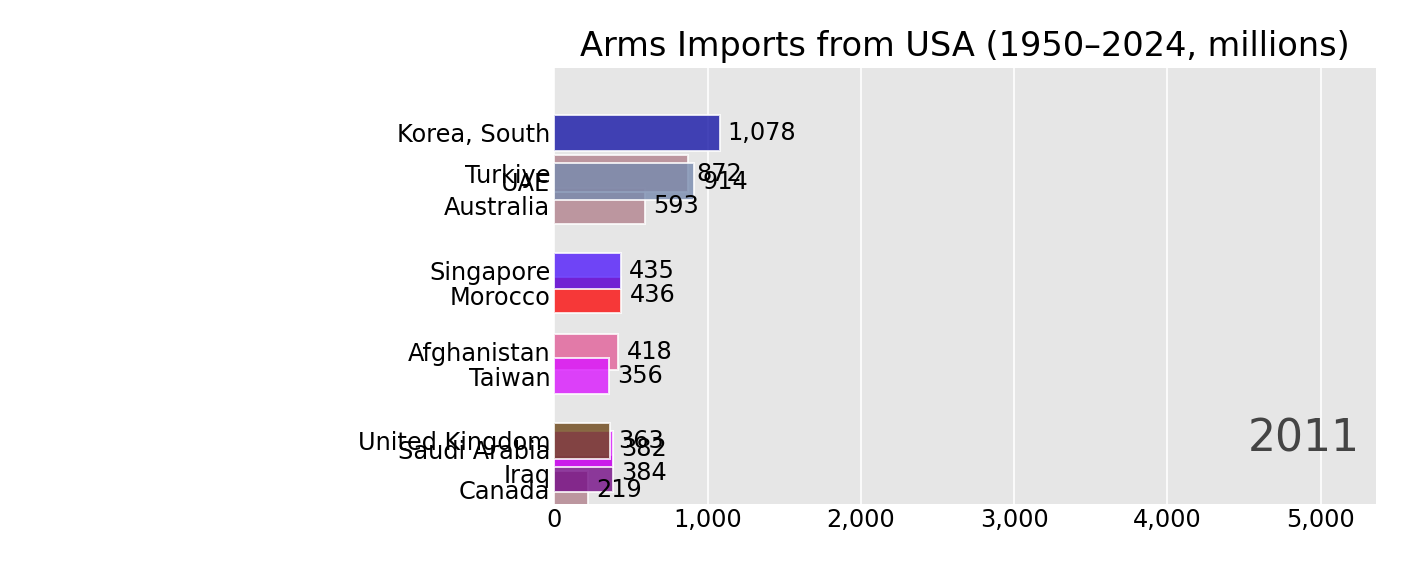 Arms Imports from USA (1950–2024, millions)
Korea, South 1,078
Turkiye 872
UAE 914
Australia 593
Singapore 435
Morocco 436
Afghanistan 418
Taiwan 356
United Kingdom 363
Saudi Arabia 382
Iraq 384
Canada 219
2011
0 1,000 2,000 3,000 4,000 5,000